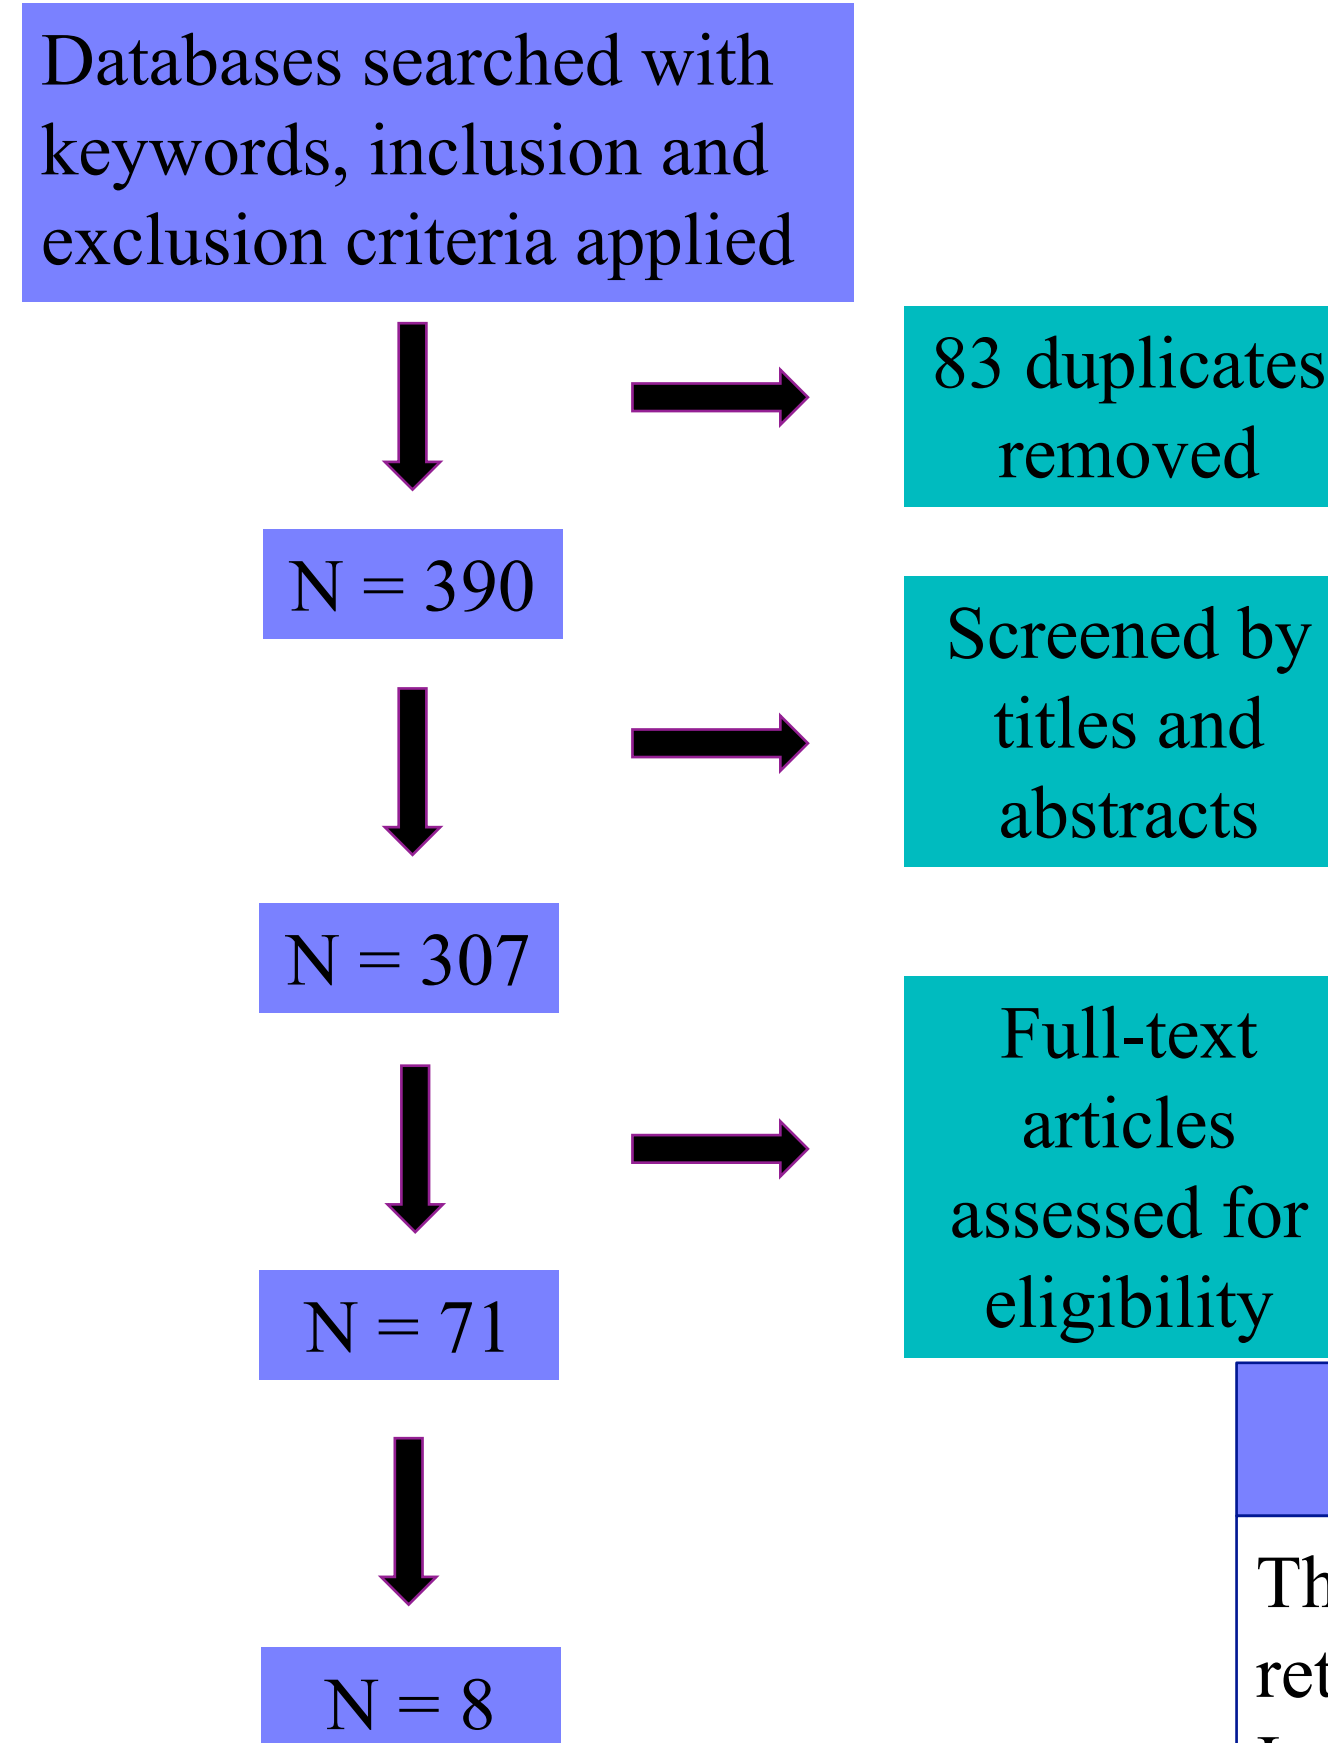 Databases searched with
keywords, inclusion and
exclusion criteria applied
83 duplicates
removed
N = 390
Screened by
titles and
abstracts
N = 307
Full-text
articles
assessed for
eligibility
N = 71
N = 8